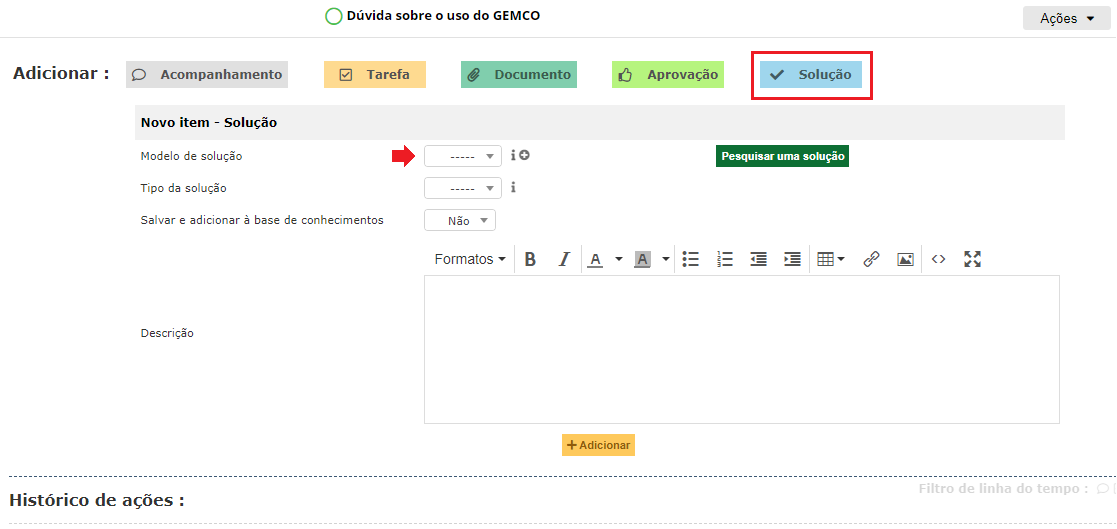 Dúvida sobre o uso do GEMCO
Ações
Adicionar : Acompanhamento Tarefa Documento Aprovação Solução
Novo item - Solução
Modelo de solução ----- Pesquisar uma solução
Tipo da solução -----
Salvar e adicionar à base de conhecimentos Não
Formatos B I A A
Descrição
Adicionar
Filtro de linha do tempo :
Histórico de ações :